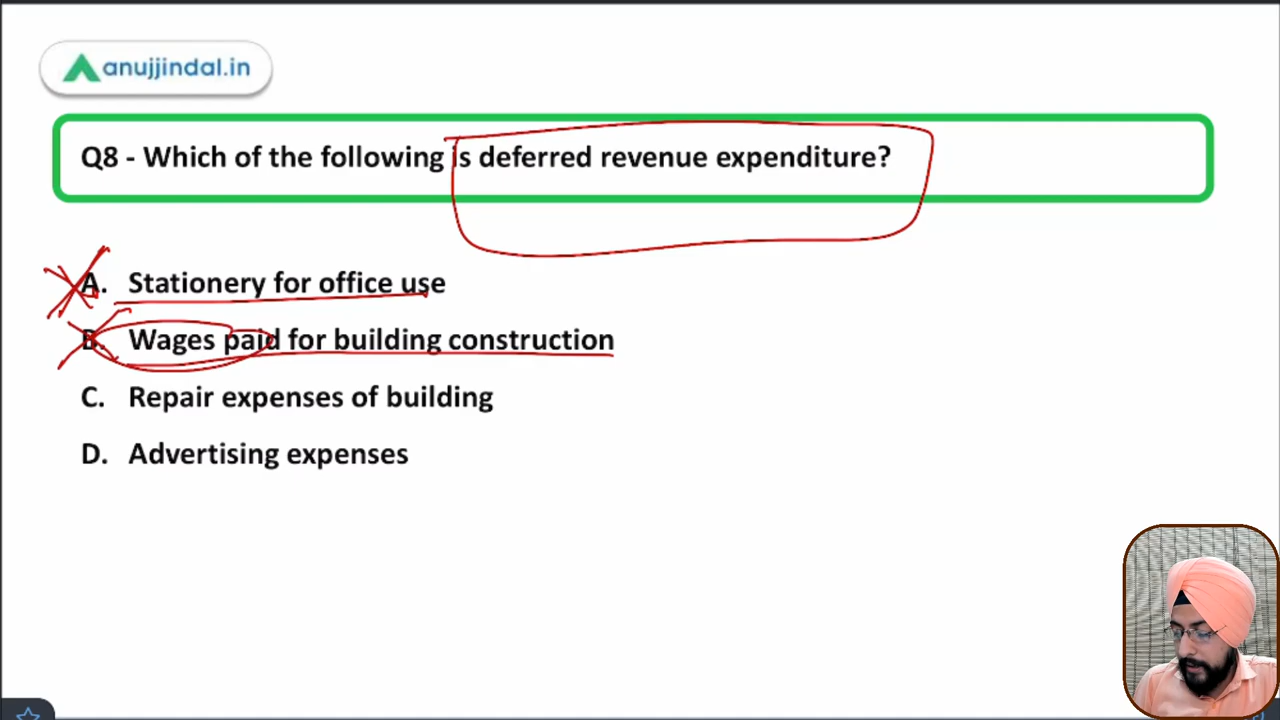 anujjindal.in
Q8 - Which of the following is deferred revenue expenditure?
A. Stationery for office use
B. Wages paid for building construction
C. Repair expenses of building
D. Advertising expenses